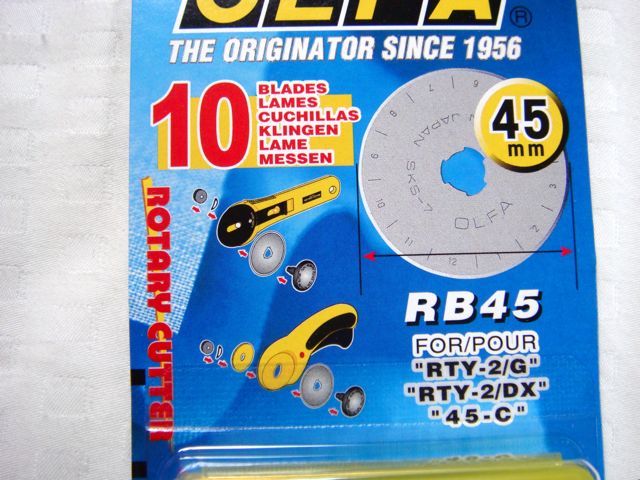 OLFA®
THE ORIGINATOR SINCE 1956
10
BLADES
LAMES
CUCHILLAS
KLINGEN
LAME
MESSEN
45
mm
JAPAN
SKS-7
OLFA
ROTARY CUTTER
RB45
FOR/POUR
"RTY-2/G"
"RTY-2/DX"
"45-C"